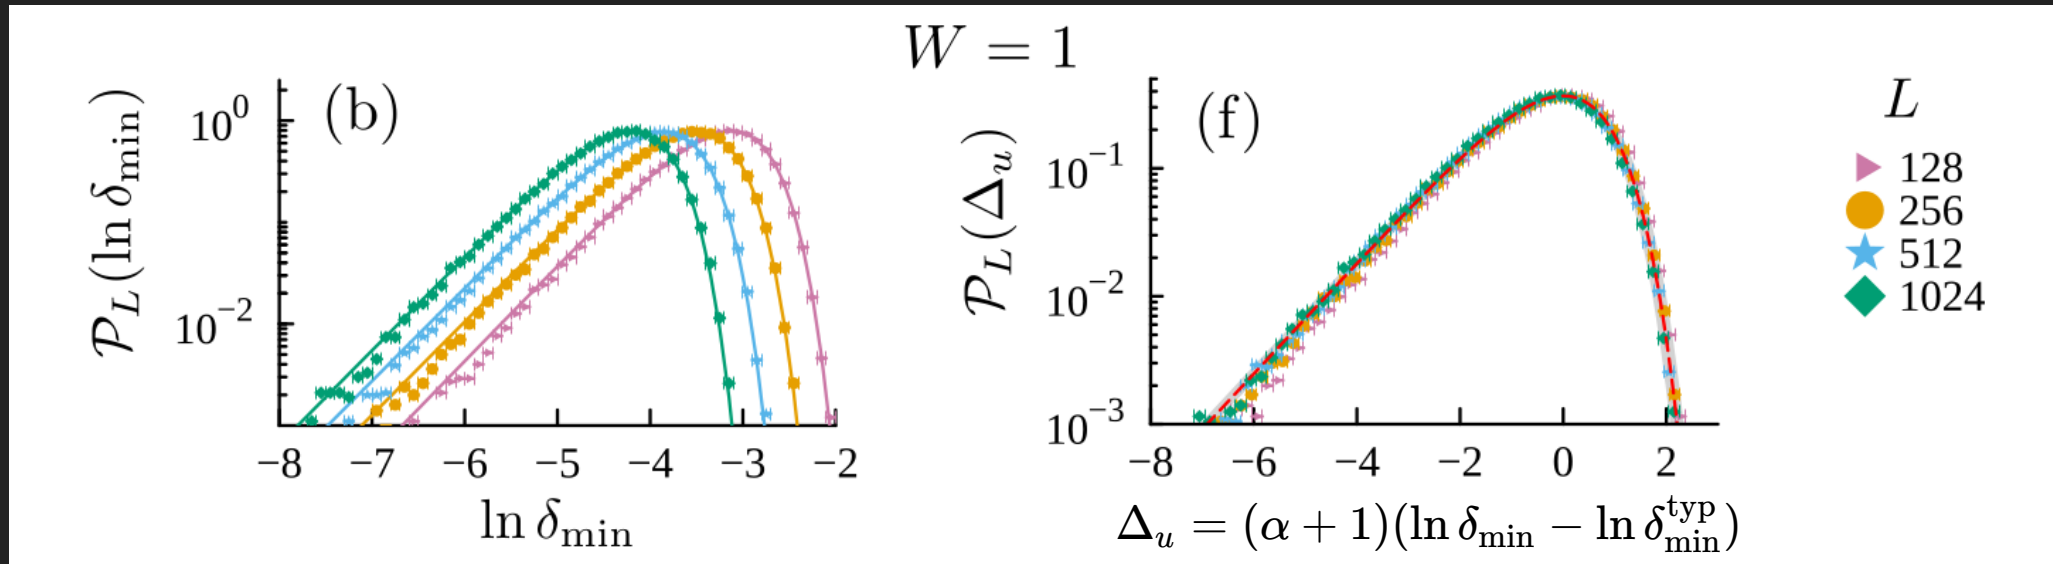 W = 1
(b)
𝒫_L(ln δ_min)
10^0
10^−2
−8 −7 −6 −5 −4 −3 −2
ln δ_min
(f)
𝒫_L(Δ_u)
10^−1
10^−2
10^−3
−8 −6 −4 −2 0 2
Δ_u = (α + 1)(ln δ_min − ln δ_min^typ)
L
128
256
512
1024